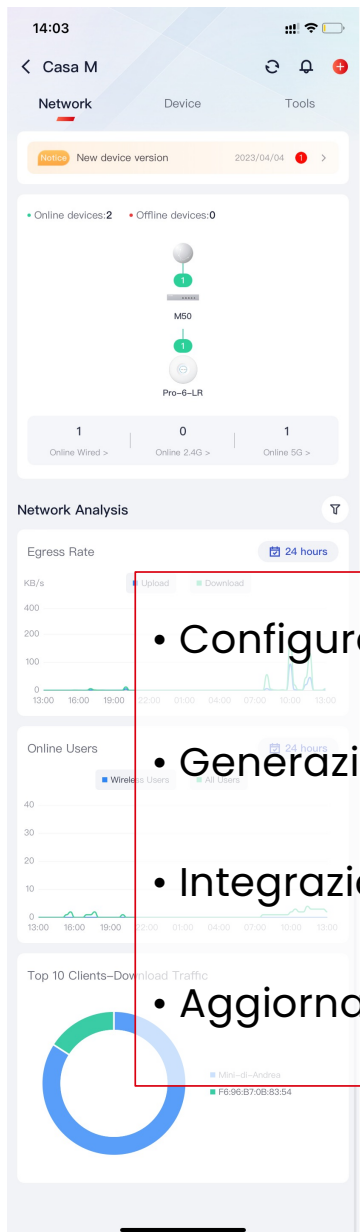 14:03
Casa M
Network Device Tools
Notice New device version 2023/04/04 1 >
• Online devices:2 • Offline devices:0
1
M50
1
Pro-6-LR
1 0 1
Online Wired > Online 2.4G > Online 5G >
Network Analysis
Egress Rate 24 hours
KB/s Upload Download
400
200
100
0
13:00 16:00 19:00 22:00 01:00 04:00 07:00 10:00 13:00
• Configur
Online Users 24 hours
• Generazi
Wireless Users All Users
40
30
20
10
0
13:00 16:00 19:00 22:00 01:00 04:00 07:00 10:00 13:00
• Integrazi
Top 10 Clients-Download Traffic
• Aggiorn
Mini-di-Andrea
F6:96:B7:0B:83:54